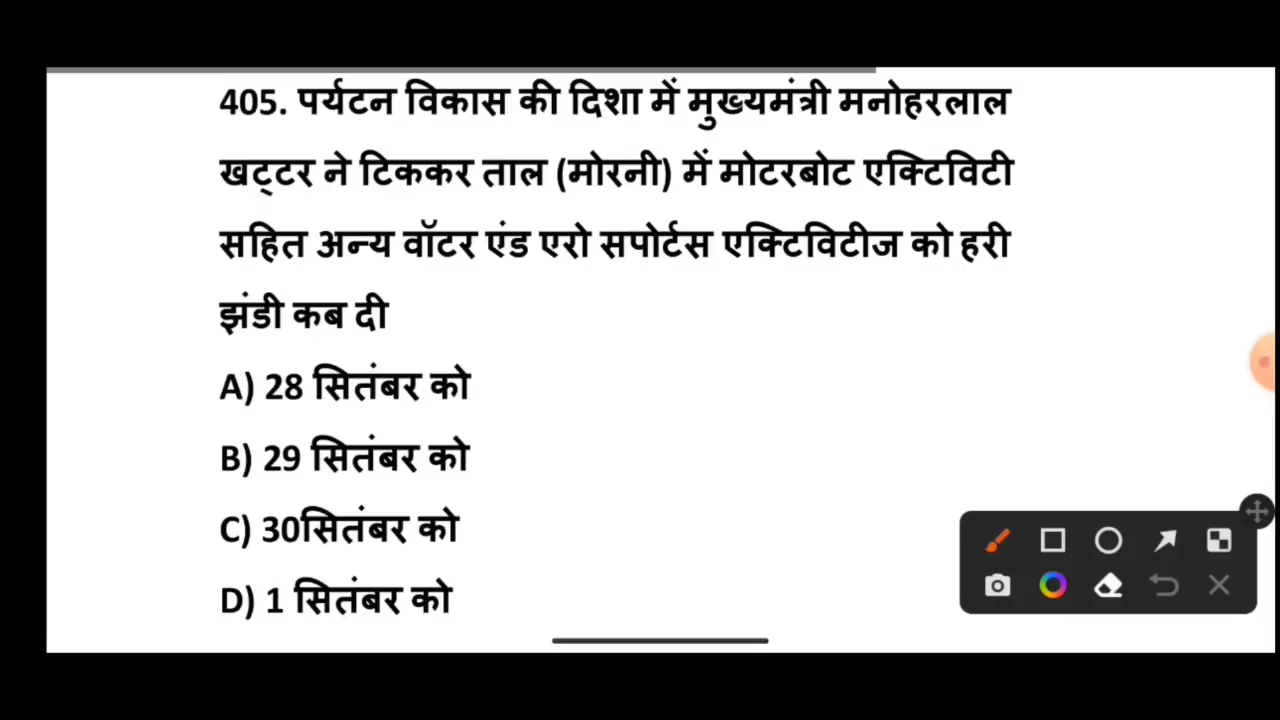 405. पर्यटन विकास की दिशा में मुख्यमंत्री मनोहरलाल
खट्टर ने टिककर ताल (मोरनी) में मोटरबोट एक्टिविटी
सहित अन्य वॉटर एंड एरो सपोर्टस एक्टिविटीज को हरी
झंडी कब दी
A) 28 सितंबर को
B) 29 सितंबर को
C) 30सितंबर को
D) 1 सितंबर को